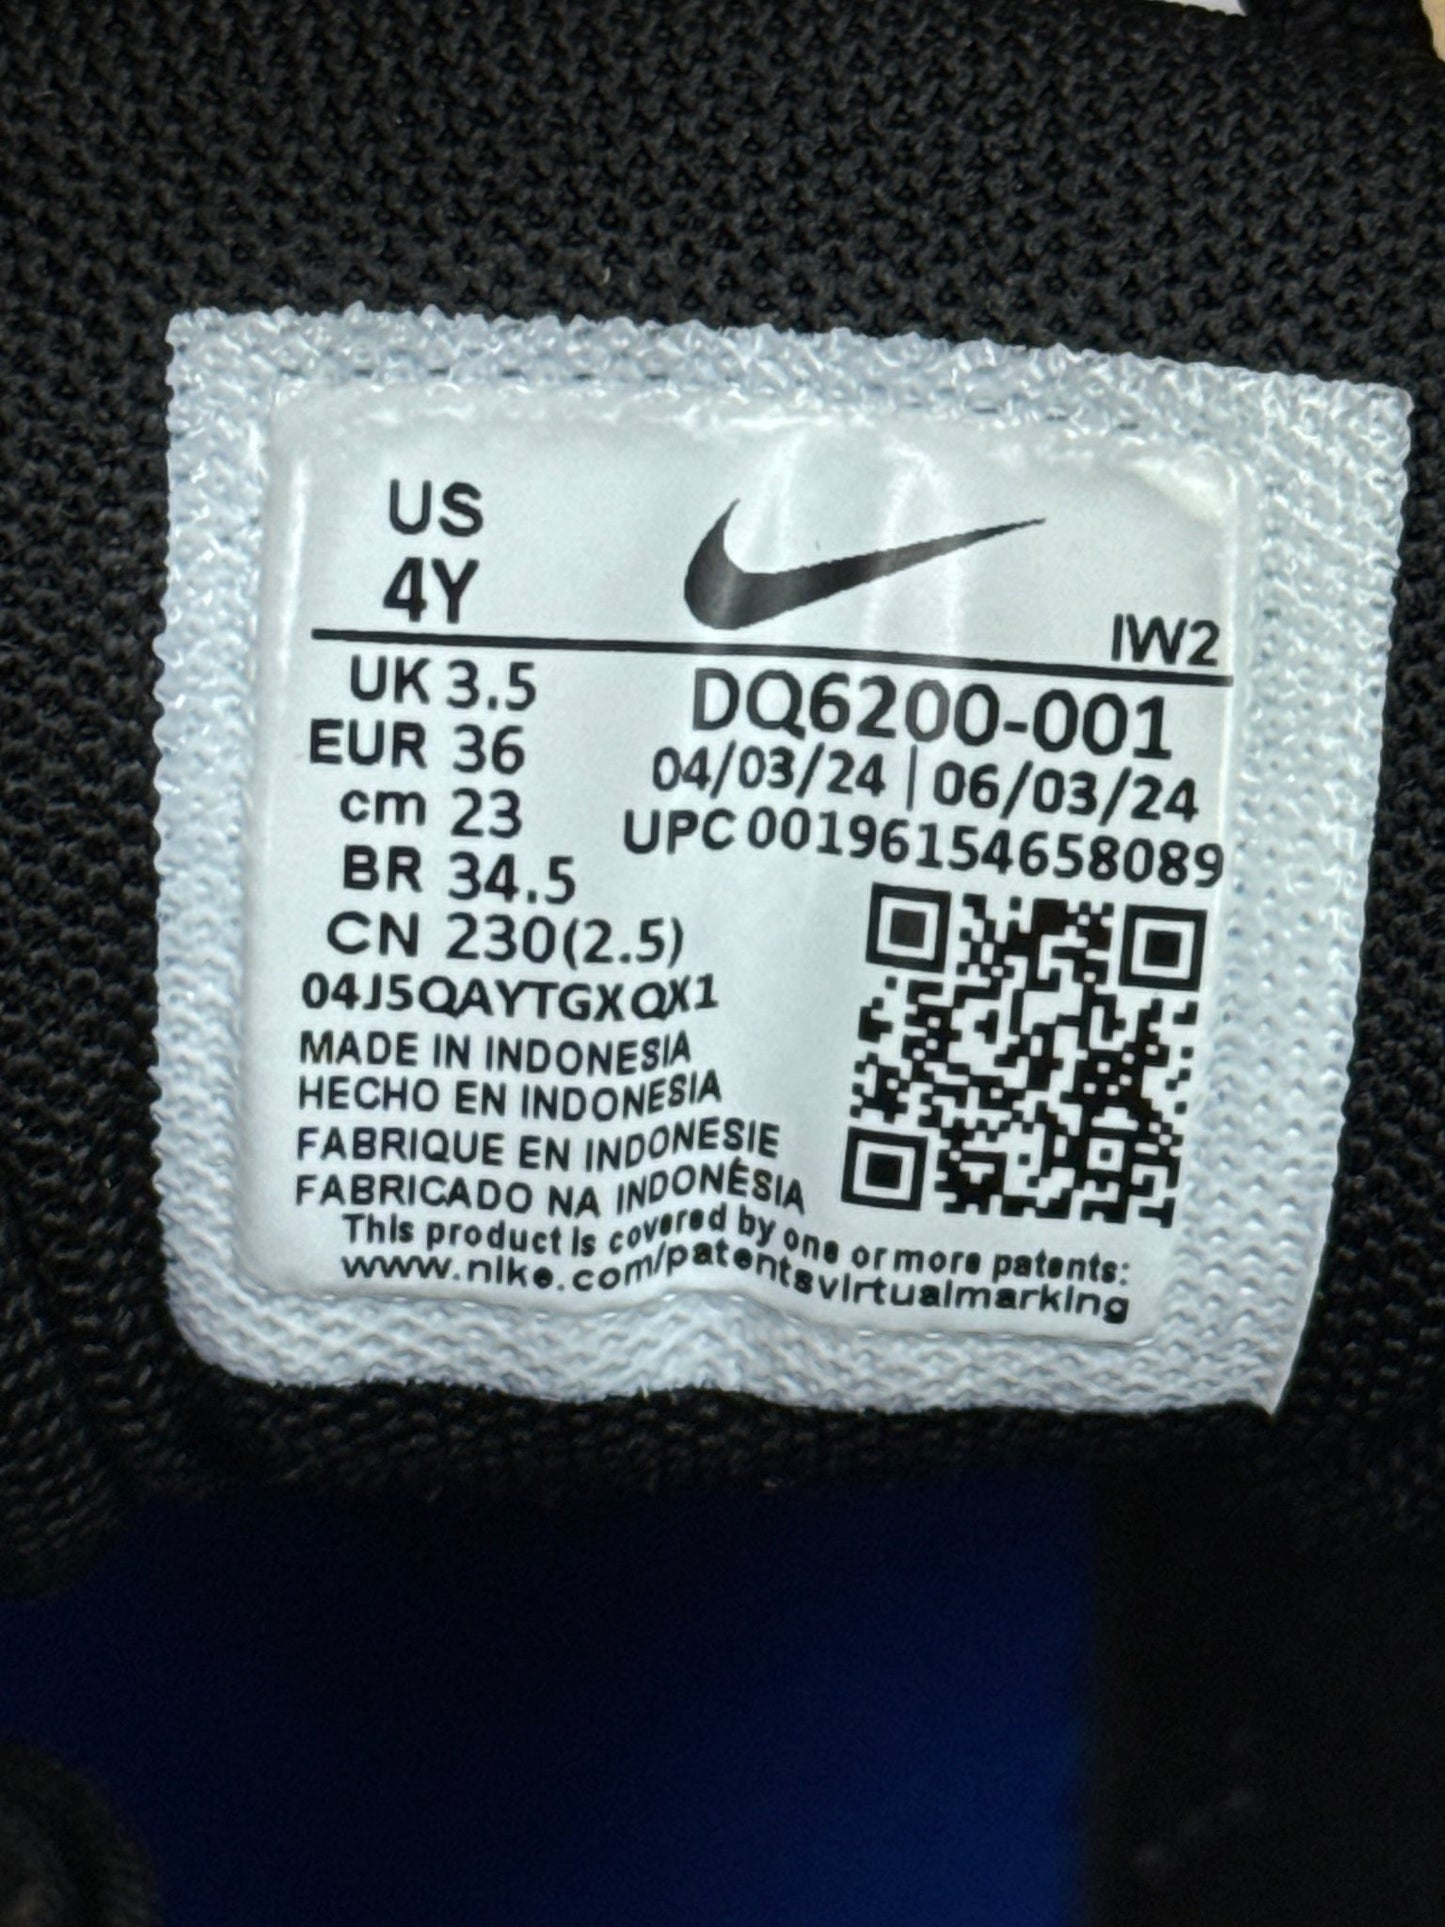 US
4Y
IW2
UK 3.5
EUR 36
cm 23
BR 34.5
CN 230(2.5)
DQ6200-001
04/03/24 | 06/03/24
UPC 00196154658089
04J5QAYTGXQX1
MADE IN INDONESIA
HECHO EN INDONESIA
FABRIQUE EN INDONESIE
FABRICADO NA INDONÉSIA
This product is covered by one or more patents:
www.nike.com/patentsvirtualmarking